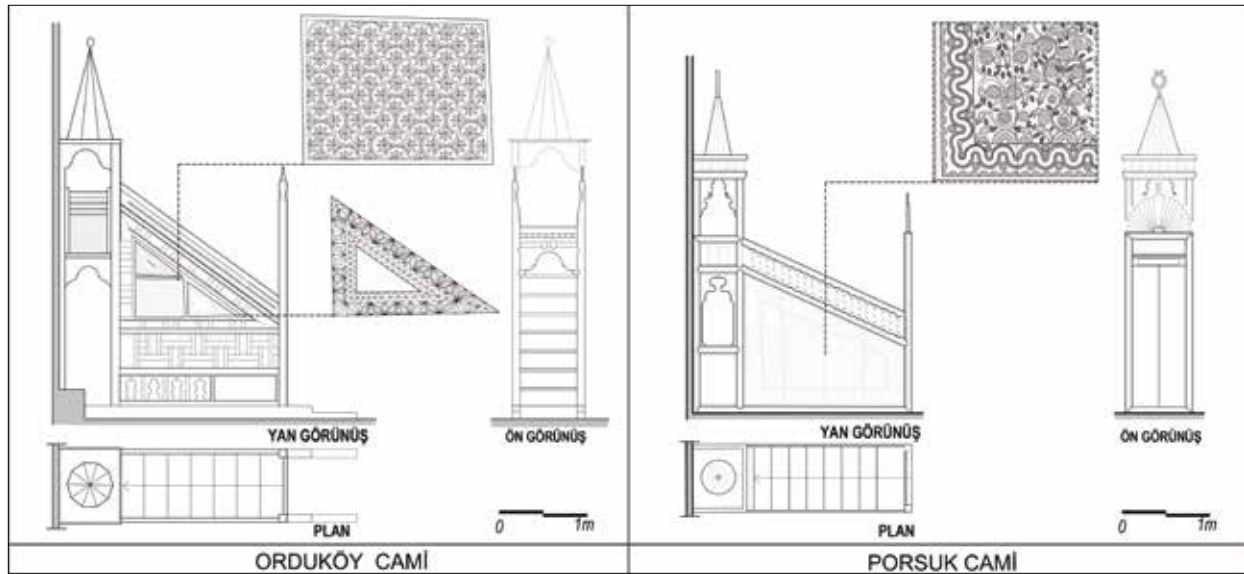 YAN GÖRÜNÜŞ
ÖN GÖRÜNÜŞ
PLAN
0 1m
ORDUKÖY CAMİ
YAN GÖRÜNÜŞ
ÖN GÖRÜNÜŞ
PLAN
0 1m
PORSUK CAMİ